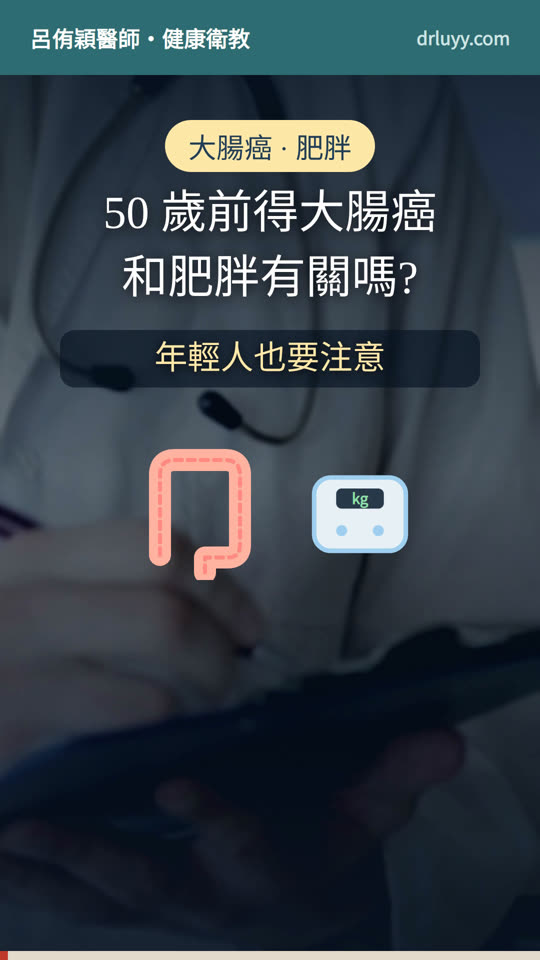 呂侑穎醫師・健康衛教
drluyy.com
大腸癌 · 肥胖
50 歲前得大腸癌
和肥胖有關嗎?
年輕人也要注意
kg